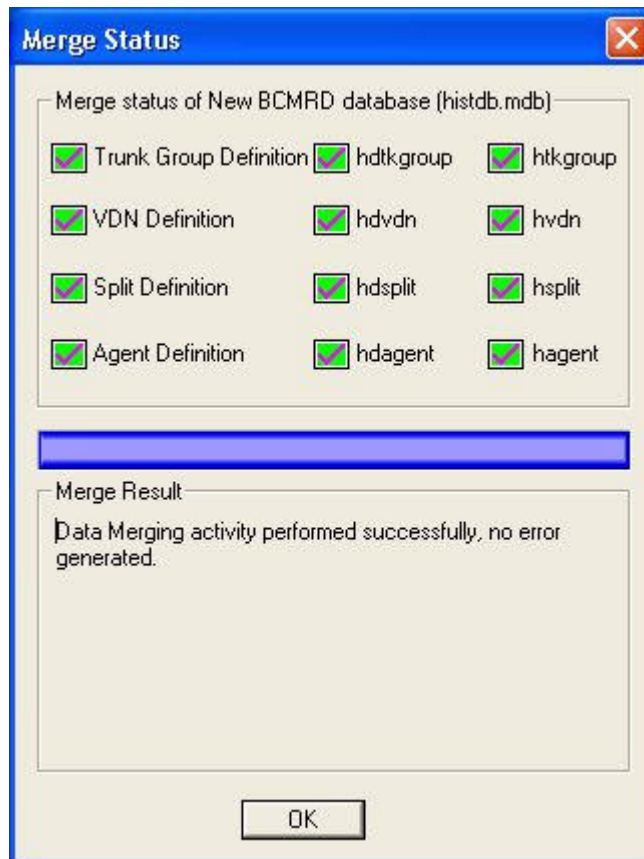 Merge Status
Merge status of New BCMRD database (histdb.mdb)
Trunk Group Definition hdtkgroup htkgroup
VDN Definition hdvdn hvdn
Split Definition hdsplit hsplit
Agent Definition hdagent hagent
Merge Result
Data Merging activity performed successfully, no error
generated.
OK